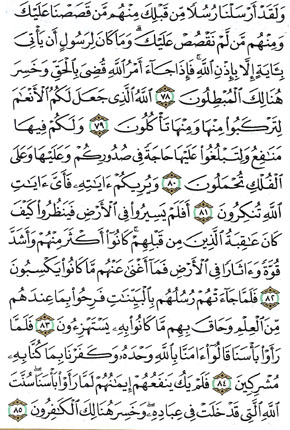 وَلَقَدْ أَرْسَلْنَا رُسُلًا مِّن قَبْلِكَ مِنْهُم مَّن قَصَصْنَا عَلَيْكَ
وَمِنْهُم مَّن لَّمْ نَقْصُصْ عَلَيْكَ ۗ وَمَا كَانَ لِرَسُولٍ أَن يَأْتِىَ
بِـَٔايَةٍ إِلَّا بِإِذْنِ ٱللَّهِ ۚ فَإِذَا جَآءَ أَمْرُ ٱللَّهِ قُضِىَ بِٱلْحَقِّ وَخَسِرَ
هُنَالِكَ ٱلْمُبْطِلُونَ ٧٨ ٱللَّهُ ٱلَّذِى جَعَلَ لَكُمُ ٱلْأَنْعَٰمَ
لِتَرْكَبُوا۟ مِنْهَا وَمِنْهَا تَأْكُلُونَ ٧٩ وَلَكُمْ فِيهَا
مَنَٰفِعُ وَلِتَبْلُغُوا۟ عَلَيْهَا حَاجَةً فِى صُدُورِكُمْ وَعَلَيْهَا وَعَلَى
ٱلْفُلْكِ تُحْمَلُونَ ٨٠ وَيُرِيكُمْ ءَايَٰتِهِۦ فَأَىَّ ءَايَٰتِ
ٱللَّهِ تُنكِرُونَ ٨١ أَفَلَمْ يَسِيرُوا۟ فِى ٱلْأَرْضِ فَيَنظُرُوا۟ كَيْفَ
كَانَ عَٰقِبَةُ ٱلَّذِينَ مِن قَبْلِهِمْ ۚ كَانُوٓا۟ أَكْثَرَ مِنْهُمْ وَأَشَدَّ
قُوَّةً وَءَاثَارًا فِى ٱلْأَرْضِ فَمَآ أَغْنَىٰ عَنْهُم مَّا كَانُوا۟ يَكْسِبُونَ
٨٢ فَلَمَّا جَآءَتْهُمْ رُسُلُهُم بِٱلْبَيِّنَٰتِ فَرِحُوا۟ بِمَا عِندَهُم
مِّنَ ٱلْعِلْمِ وَحَاقَ بِهِم مَّا كَانُوا۟ بِهِۦ يَسْتَهْزِءُونَ ٨٣ فَلَمَّا
رَأَوْا۟ بَأْسَنَا قَالُوٓا۟ ءَامَنَّا بِٱللَّهِ وَحْدَهُۥ وَكَفَرْنَا بِمَا كُنَّا بِهِۦ
مُشْرِكِينَ ٨٤ فَلَمْ يَكُ يَنفَعُهُمْ إِيمَٰنُهُمْ لَمَّا رَأَوْا۟ بَأْسَنَا ۖ سُنَّتَ
ٱللَّهِ ٱلَّتِى قَدْ خَلَتْ فِى عِبَادِهِۦ ۖ وَخَسِرَ هُنَالِكَ ٱلْكَٰفِرُونَ ٨٥